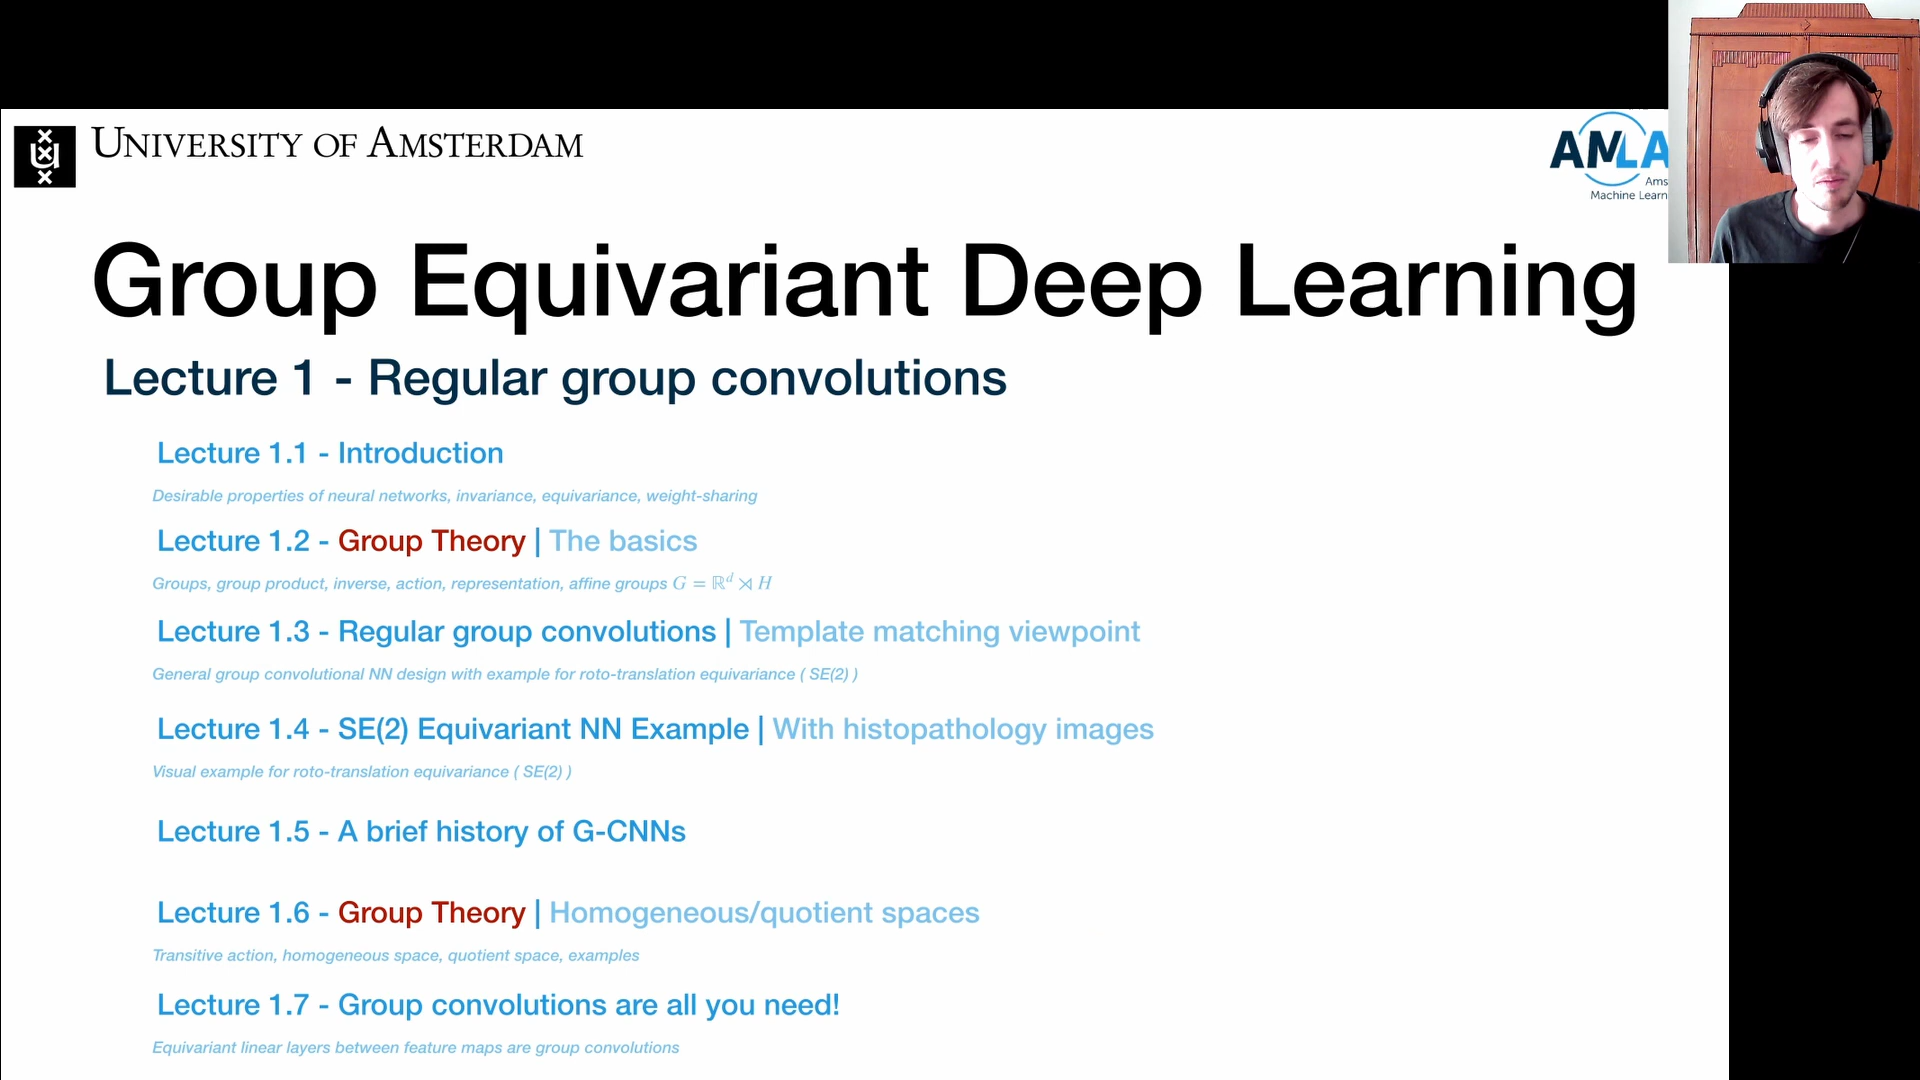 UNIVERSITY OF AMSTERDAM
AMLA
Ams
Machine Learn
Group Equivariant Deep Learning
Lecture 1 - Regular group convolutions
Lecture 1.1 - Introduction
Desirable properties of neural networks, invariance, equivariance, weight-sharing
Lecture 1.2 - Group Theory | The basics
Groups, group product, inverse, action, representation, affine groups G = ℝᵈ ⋊ H
Lecture 1.3 - Regular group convolutions | Template matching viewpoint
General group convolutional NN design with example for roto-translation equivariance ( SE(2) )
Lecture 1.4 - SE(2) Equivariant NN Example | With histopathology images
Visual example for roto-translation equivariance ( SE(2) )
Lecture 1.5 - A brief history of G-CNNs
Lecture 1.6 - Group Theory | Homogeneous/quotient spaces
Transitive action, homogeneous space, quotient space, examples
Lecture 1.7 - Group convolutions are all you need!
Equivariant linear layers between feature maps are group convolutions